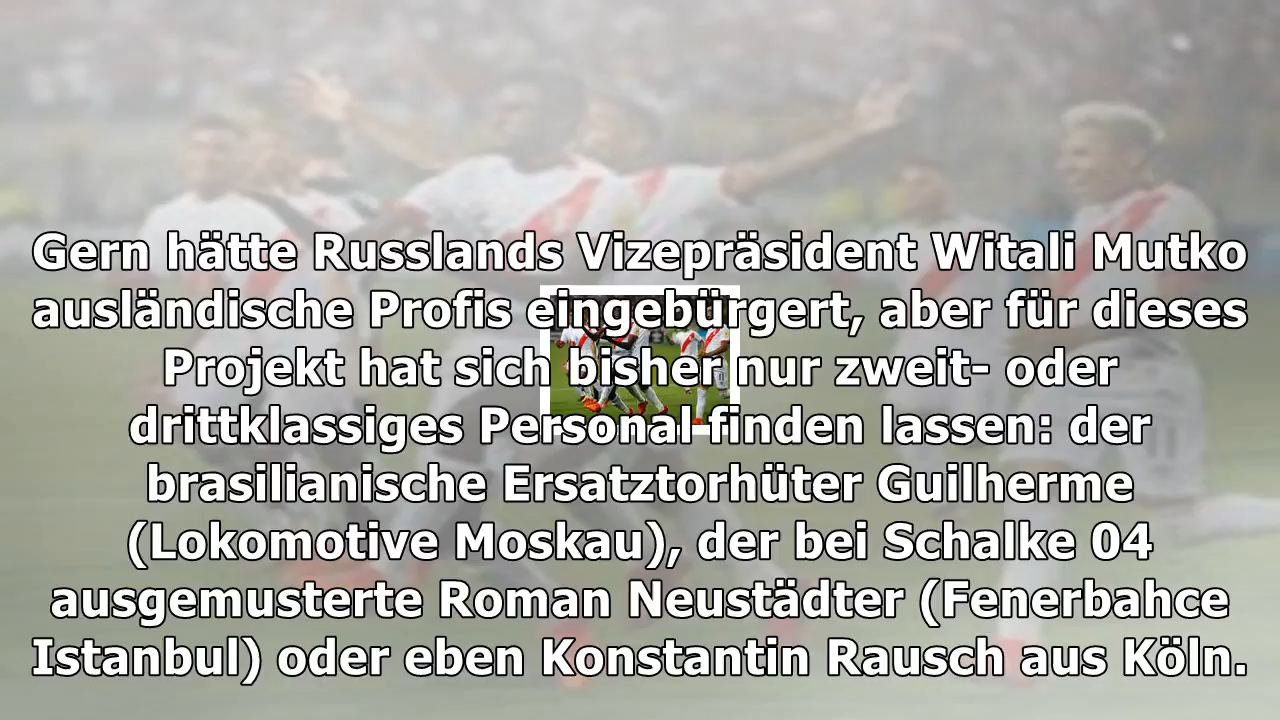 Gern hätte Russlands Vizepräsident Witali Mutko
ausländische Profis eingebürgert, aber für dieses
Projekt hat sich bisher nur zweit- oder
drittklassiges Personal finden lassen: der
brasilianische Ersatztorhüter Guilherme
(Lokomotive Moskau), der bei Schalke 04
ausgemusterte Roman Neustädter (Fenerbahce
Istanbul) oder eben Konstantin Rausch aus Köln.